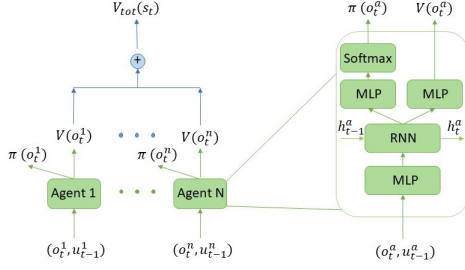 V_{tot}(s_t)
+
V(o_t^1)
V(o_t^n)
π(o_t^1)
π(o_t^n)
Agent 1
Agent N
(o_t^1, u_{t-1}^1)
(o_t^n, u_{t-1}^n)
π(o_t^a)
V(o_t^a)
Softmax
MLP
MLP
h_{t-1}^a
RNN
h_t^a
MLP
(o_t^a, u_{t-1}^a)